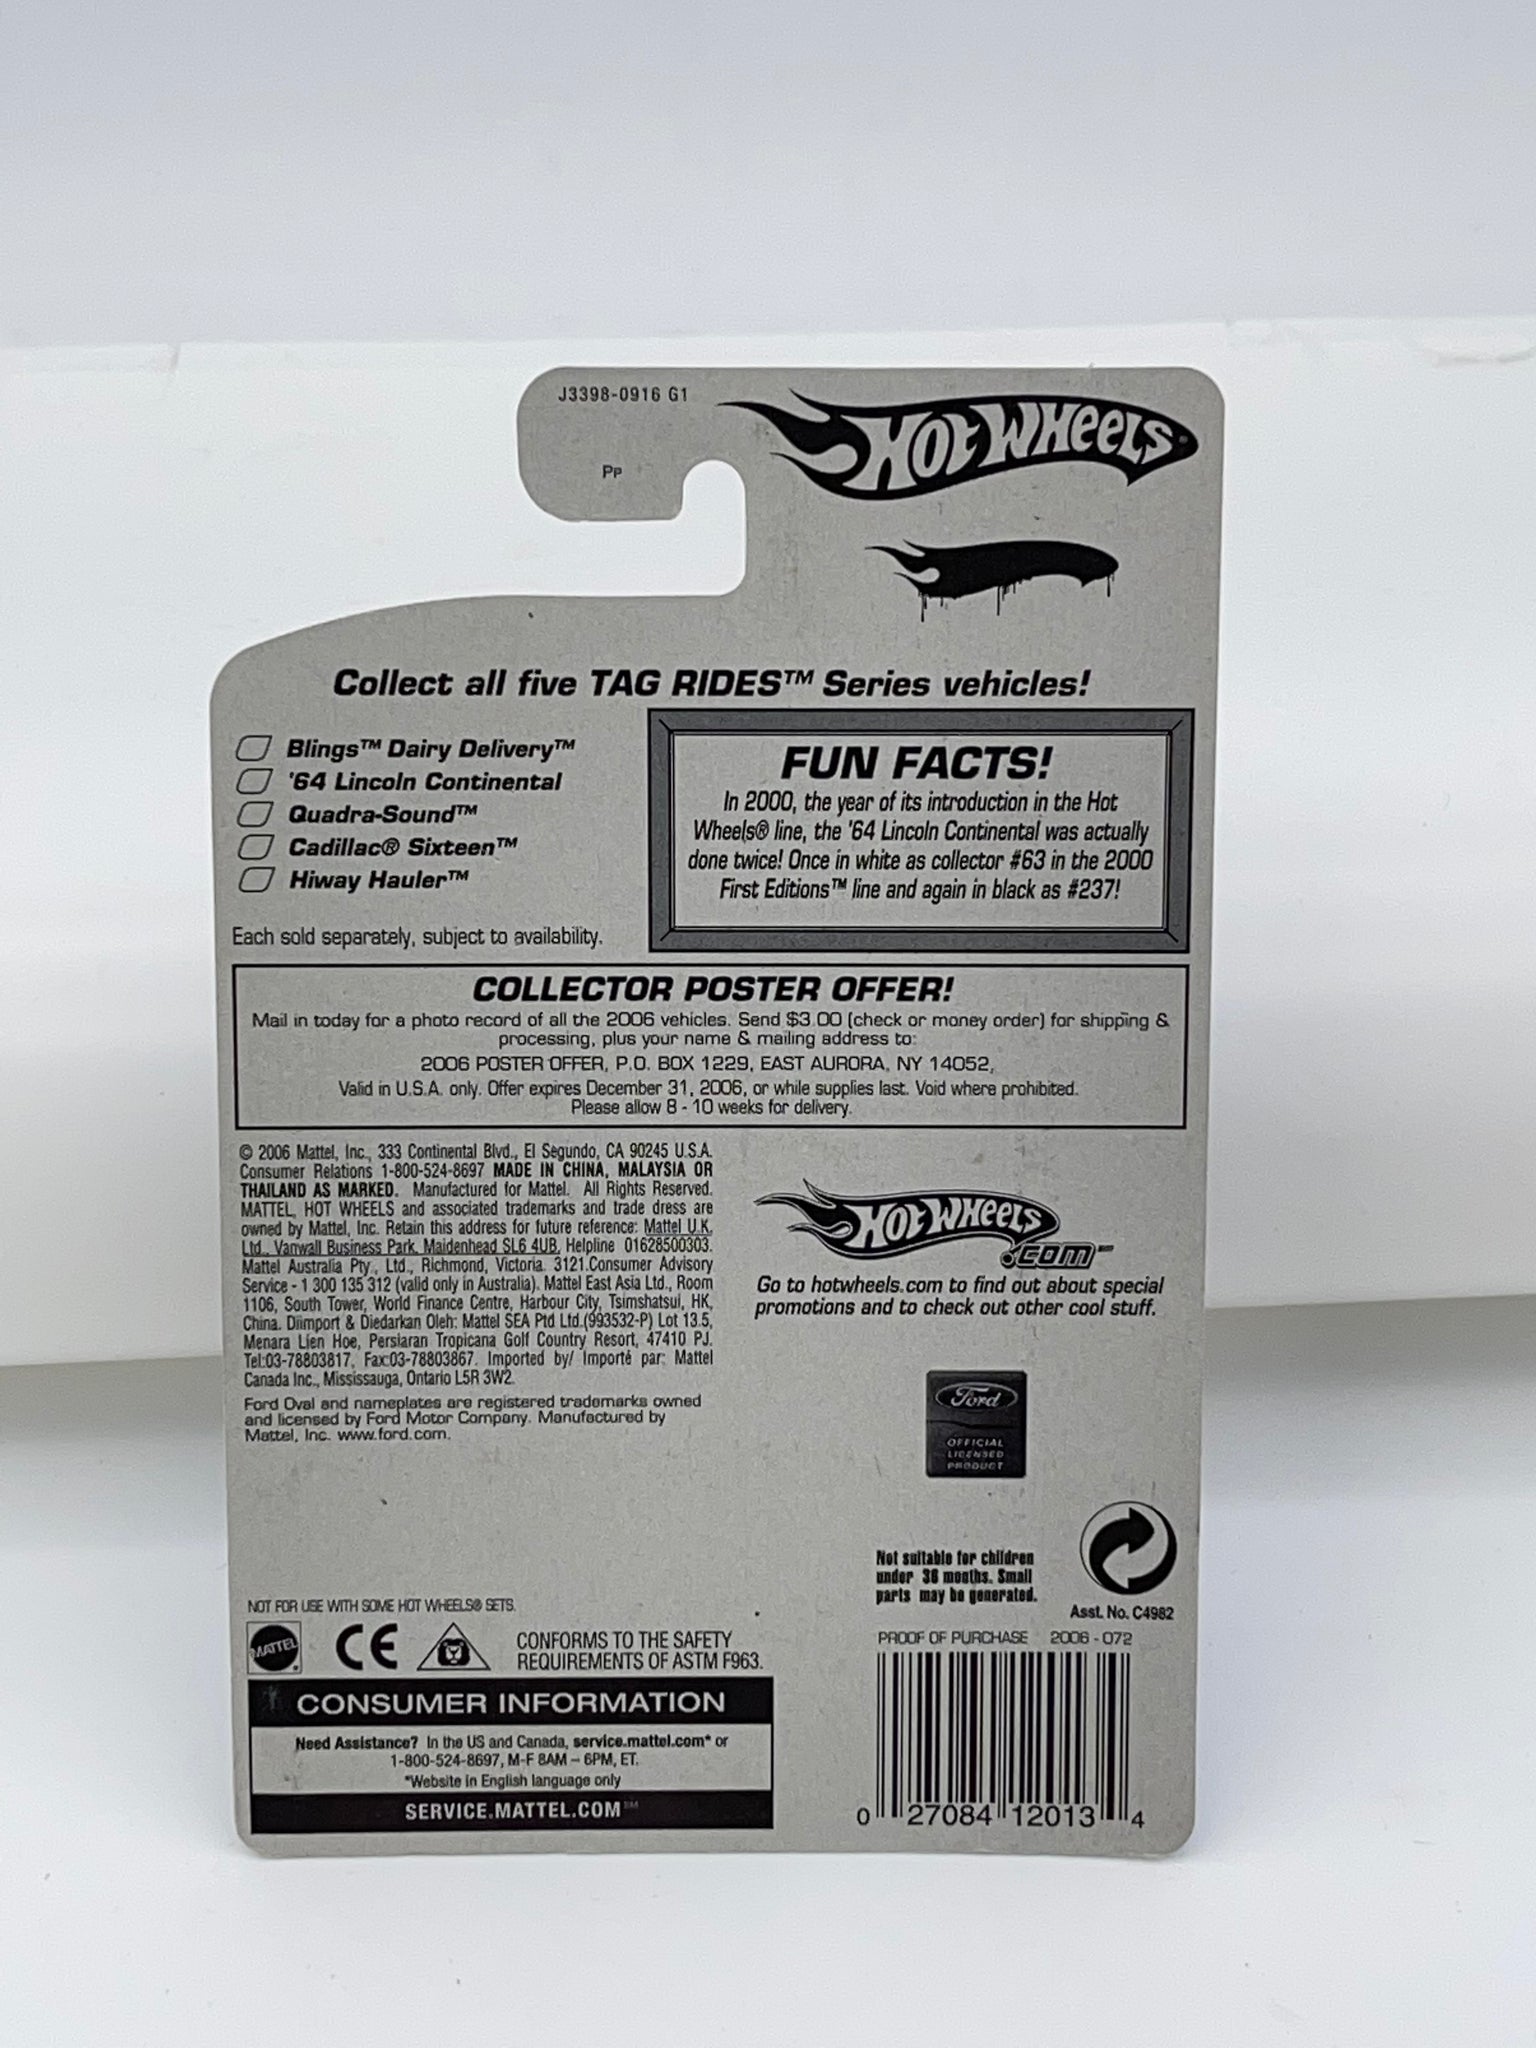 J3398-0916 G1
Pp
HOT WHEELS
Collect all five TAG RIDES™ Series vehicles!
Blings™ Dairy Delivery™
'64 Lincoln Continental
Quadra-Sound™
Cadillac® Sixteen™
Hiway Hauler™
Each sold separately, subject to availability.
FUN FACTS!
In 2000, the year of its introduction in the Hot
Wheels® line, the '64 Lincoln Continental was actually
done twice! Once in white as collector #63 in the 2000
First Editions™ line and again in black as #237!
COLLECTOR POSTER OFFER!
Mail in today for a photo record of all the 2006 vehicles. Send $3.00 (check or money order) for shipping &
processing, plus your name & mailing address to:
2006 POSTER OFFER, P.O. BOX 1229, EAST AURORA, NY 14052,
Valid in U.S.A. only. Offer expires December 31, 2006, or while supplies last. Void where prohibited.
Please allow 8 - 10 weeks for delivery.
© 2006 Mattel, Inc., 333 Continental Blvd., El Segundo, CA 90245 U.S.A.
Consumer Relations 1-800-524-8697 MADE IN CHINA, MALAYSIA OR
THAILAND AS MARKED. Manufactured for Mattel. All Rights Reserved.
MATTEL, HOT WHEELS and associated trademarks and trade dress are
owned by Mattel, Inc. Retain this address for future reference: Mattel U.K.
Ltd., Vanwall Business Park, Maidenhead SL6 4UB. Helpline 01628500303.
Mattel Australia Pty., Ltd., Richmond, Victoria. 3121.Consumer Advisory
Service - 1 300 135 312 (valid only in Australia). Mattel East Asia Ltd., Room
1106, South Tower, World Finance Centre, Harbour City, Tsimshatsui, HK,
China. Diimport & Diedarkan Oleh: Mattel SEA Ptd Ltd.(993532-P) Lot 13.5,
Menara Lien Hoe, Persiaran Tropicana Golf Country Resort, 47410 PJ.
Tel:03-78803817, Fax:03-78803867. Imported by/ Importé par: Mattel
Canada Inc., Mississauga, Ontario L5R 3W2.
Ford Oval and nameplates are registered trademarks owned
and licensed by Ford Motor Company. Manufactured by
Mattel, Inc. www.ford.com.
HOT WHEELS
.COM™
Go to hotwheels.com to find out about special
promotions and to check out other cool stuff.
Ford
OFFICIAL
LICENSED
PRODUCT
Not suitable for children
under 36 months. Small
parts may be generated.
Asst. No. C4982
NOT FOR USE WITH SOME HOT WHEELS® SETS.
MATTEL
CE
CONFORMS TO THE SAFETY
REQUIREMENTS OF ASTM F963.
CONSUMER INFORMATION
Need Assistance? In the US and Canada, service.mattel.com* or
1-800-524-8697, M-F 8AM – 6PM, ET.
*Website in English language only
SERVICE.MATTEL.COM℠
PROOF OF PURCHASE 2006 - 072
0 27084 12013 4